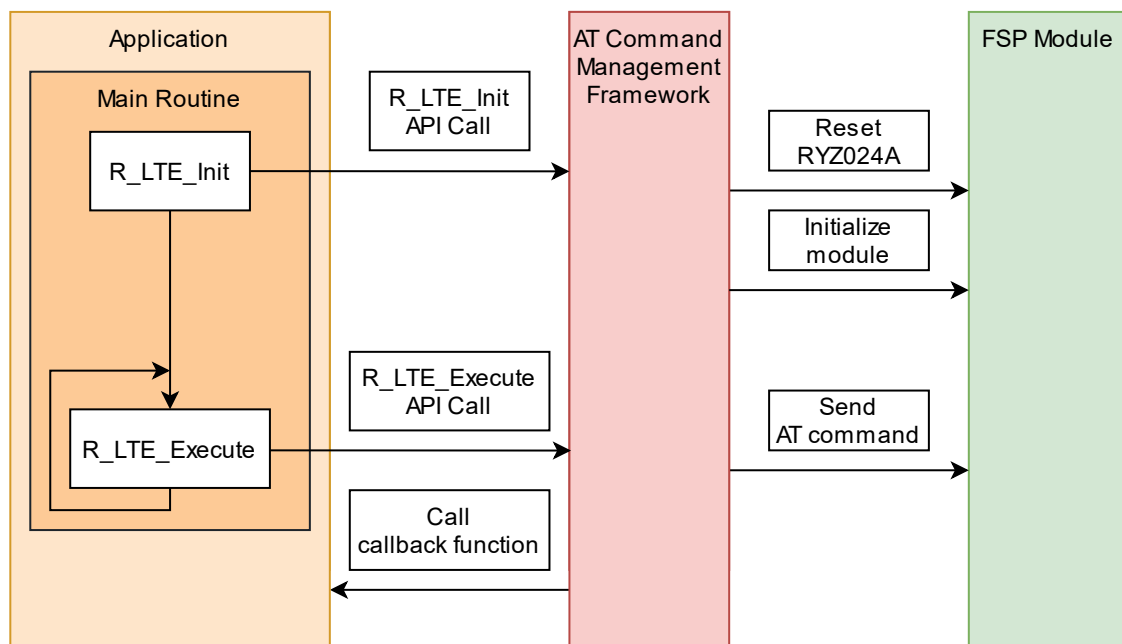 Application
Main Routine
R_LTE_Init
R_LTE_Execute
R_LTE_Init
API Call
R_LTE_Execute
API Call
Call
callback function
AT Command
Management
Framework
Reset
RYZ024A
Initialize
module
Send
AT command
FSP Module